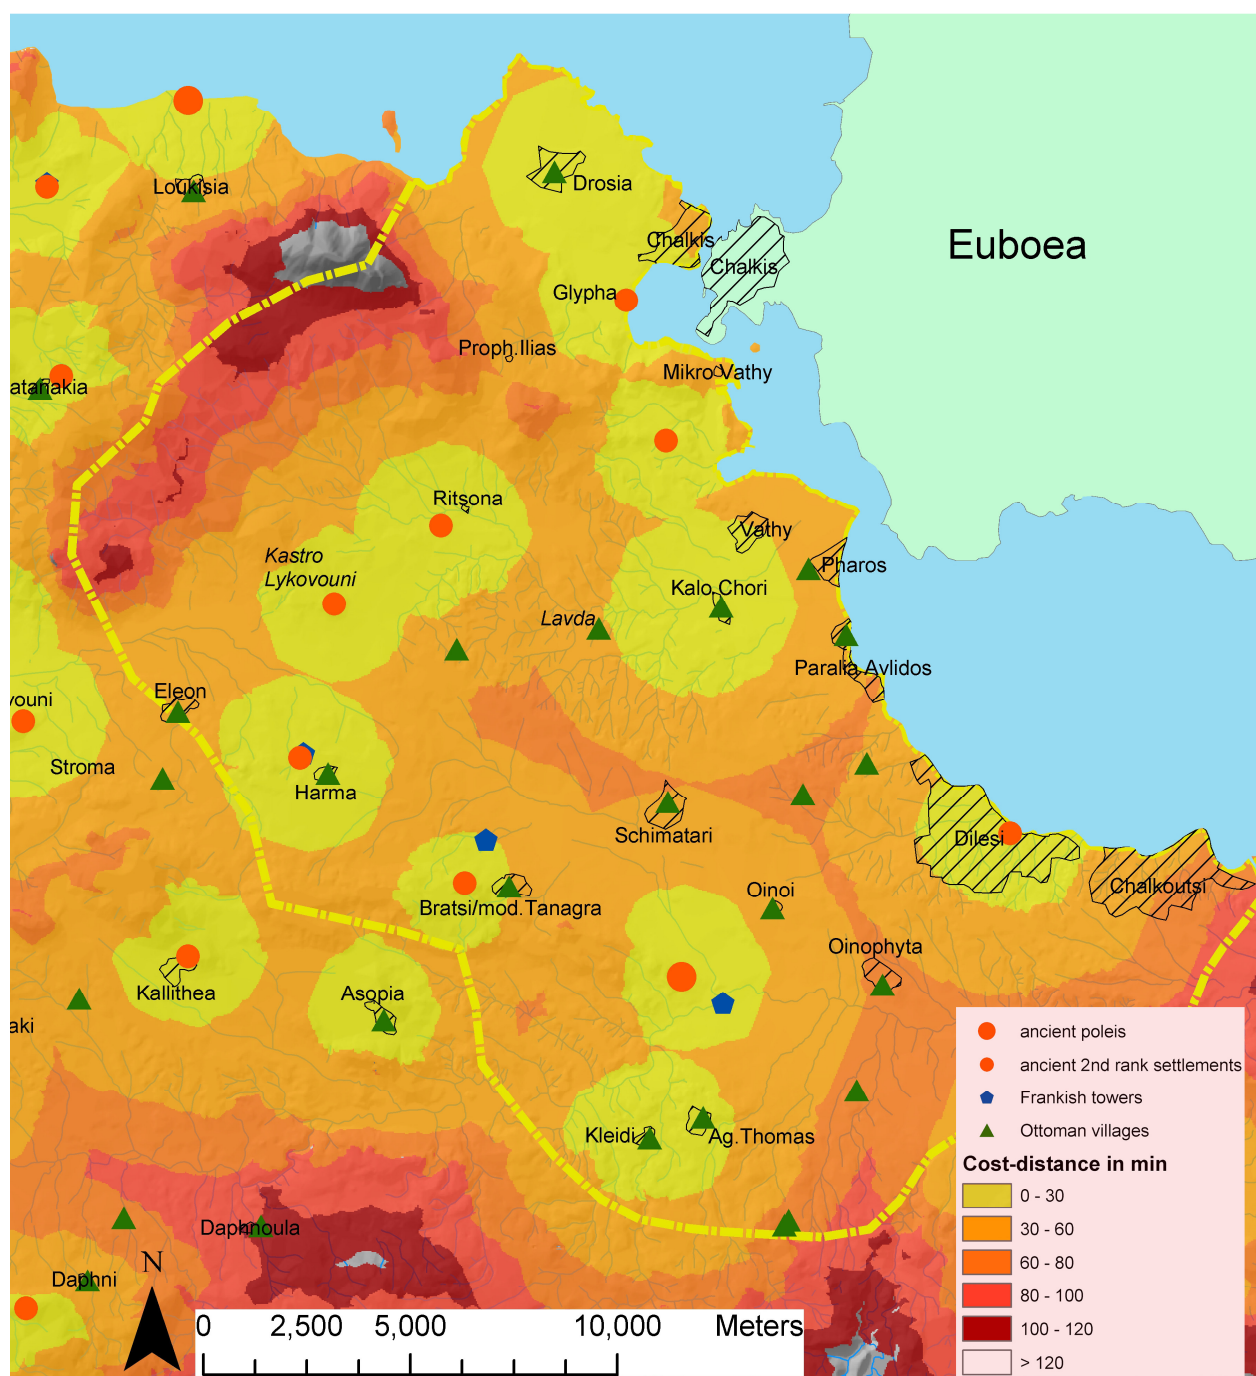 Loukisia
Drosia
Chalkis
Chalkis
Euboea
Glypha
Proph.Ilias
Mikro Vathy
atanakia
Ritsona
Vathy
Kastro
Lykovouni
Pharos
Kalo Chori
Lavda
Paralia Avlidos
Eleon
vouni
Stroma
Harma
Schimatari
Dilesi
Chalkoutsi
Oinoi
Bratsi/mod.Tanagra
Oinophyta
Kallithea
Asopia
aki
Kleidi
Ag.Thomas
Daphnoula
Daphni
N
0 2,500 5,000 10,000 Meters
ancient poleis
ancient 2nd rank settlements
Frankish towers
Ottoman villages
Cost-distance in min
0 - 30
30 - 60
60 - 80
80 - 100
100 - 120
> 120